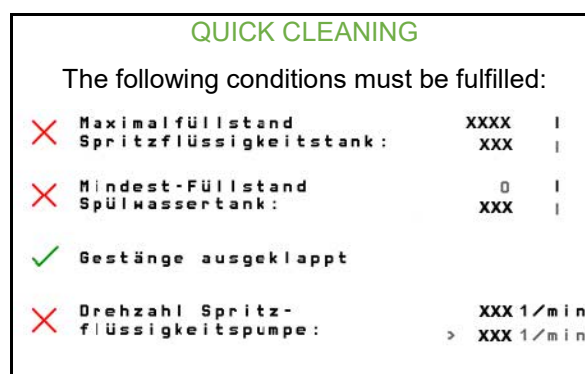 QUICK CLEANING
The following conditions must be fulfilled:
Maximalfüllstand XXXX l
Spritzflüssigkeitstank: XXX l
Mindest-Füllstand 0 l
Spülwassertank: XXX l
Gestänge ausgeklappt
Drehzahl Spritz- XXX 1/min
flüssigkeitspumpe: > XXX 1/min